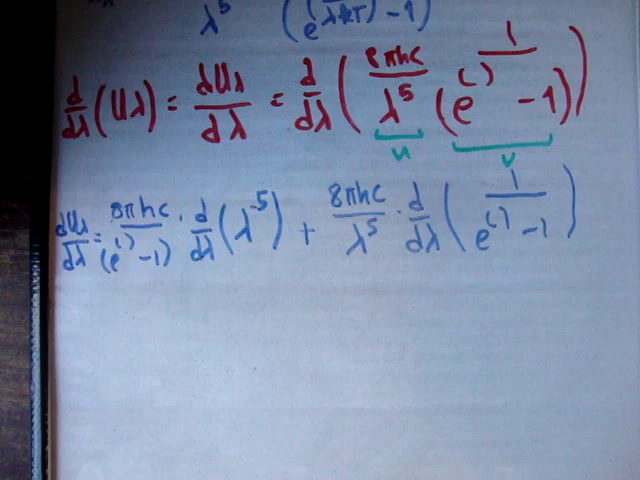 λ⁵ (e^( /λkT) - 1)
d/dλ (Uλ) = dUλ/dλ = d/dλ ( 8πhc/λ⁵ 1/(e^( ) - 1) )
u v
dUλ/dλ = 8πhc/(e^( ) - 1) · d/dλ (λ⁻⁵) + 8πhc/λ⁵ · d/dλ ( 1/(e^( ) - 1) )